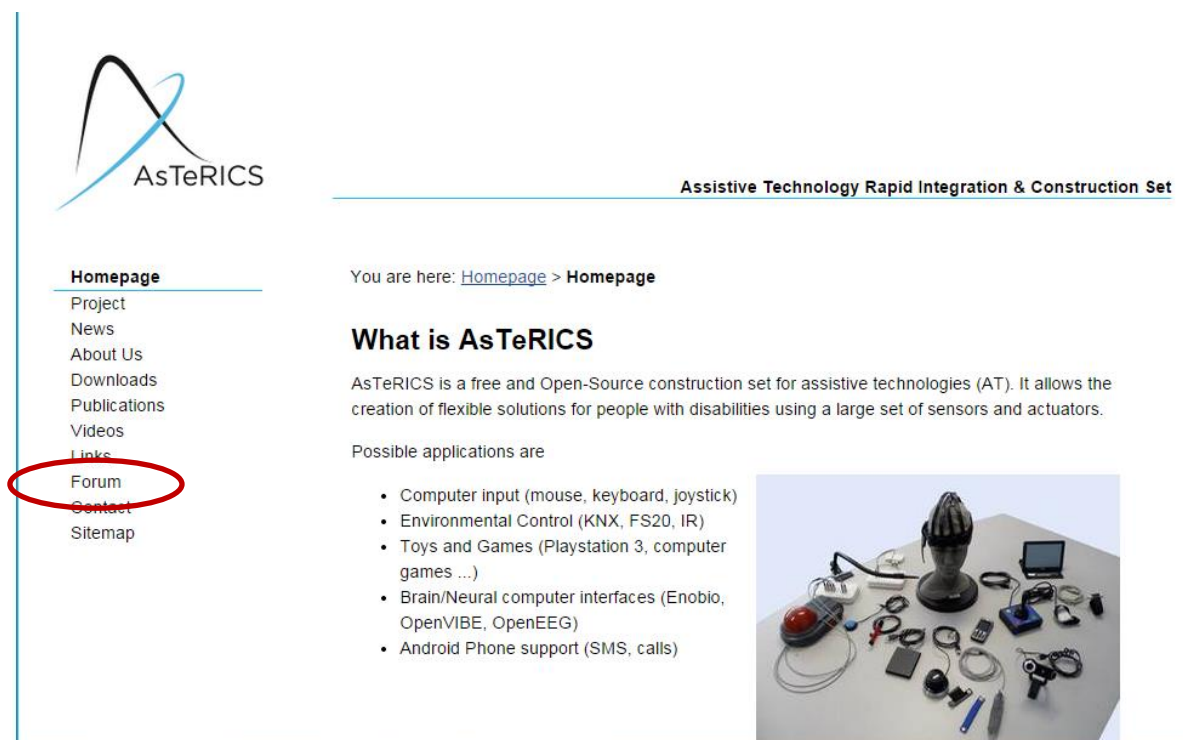 AsTeRICS
Assistive Technology Rapid Integration & Construction Set
Homepage
Project
News
About Us
Downloads
Publications
Videos
Links
Forum
Contact
Sitemap
You are here: Homepage > Homepage
What is AsTeRICS
AsTeRICS is a free and Open-Source construction set for assistive technologies (AT). It allows the
creation of flexible solutions for people with disabilities using a large set of sensors and actuators.
Possible applications are
• Computer input (mouse, keyboard, joystick)
• Environmental Control (KNX, FS20, IR)
• Toys and Games (Playstation 3, computer
games ...)
• Brain/Neural computer interfaces (Enobio,
OpenVIBE, OpenEEG)
• Android Phone support (SMS, calls)